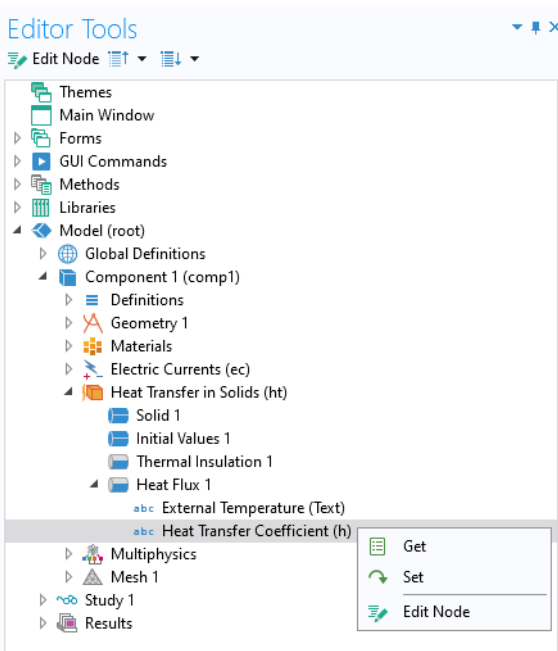 Editor Tools
Edit Node
Themes
Main Window
Forms
GUI Commands
Methods
Libraries
Model (root)
Global Definitions
Component 1 (comp1)
Definitions
Geometry 1
Materials
Electric Currents (ec)
Heat Transfer in Solids (ht)
Solid 1
Initial Values 1
Thermal Insulation 1
Heat Flux 1
abc External Temperature (Text)
abc Heat Transfer Coefficient (h)
Get
Set
Edit Node
Multiphysics
Mesh 1
Study 1
Results